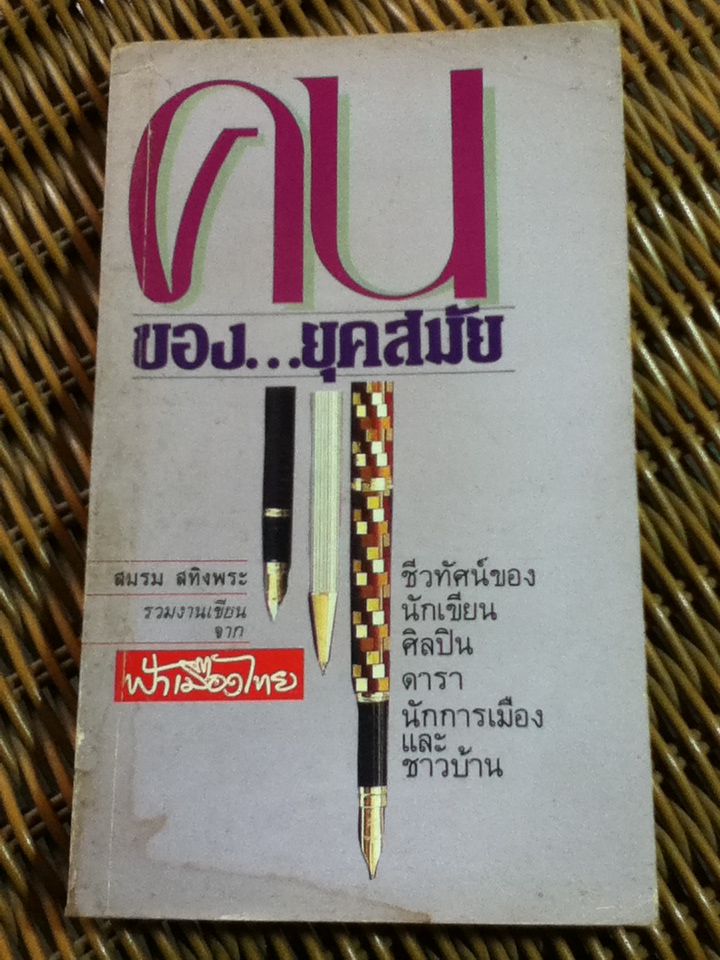 คน
ของ...ยุคสมัย
สมรม สทิงพระ
รวมงานเขียน
จาก
ฟ้าเมืองไทย
ชีวทัศน์ของ
นักเขียน
ศิลปิน
ดารา
นักการเมือง
และ
ชาวบ้าน